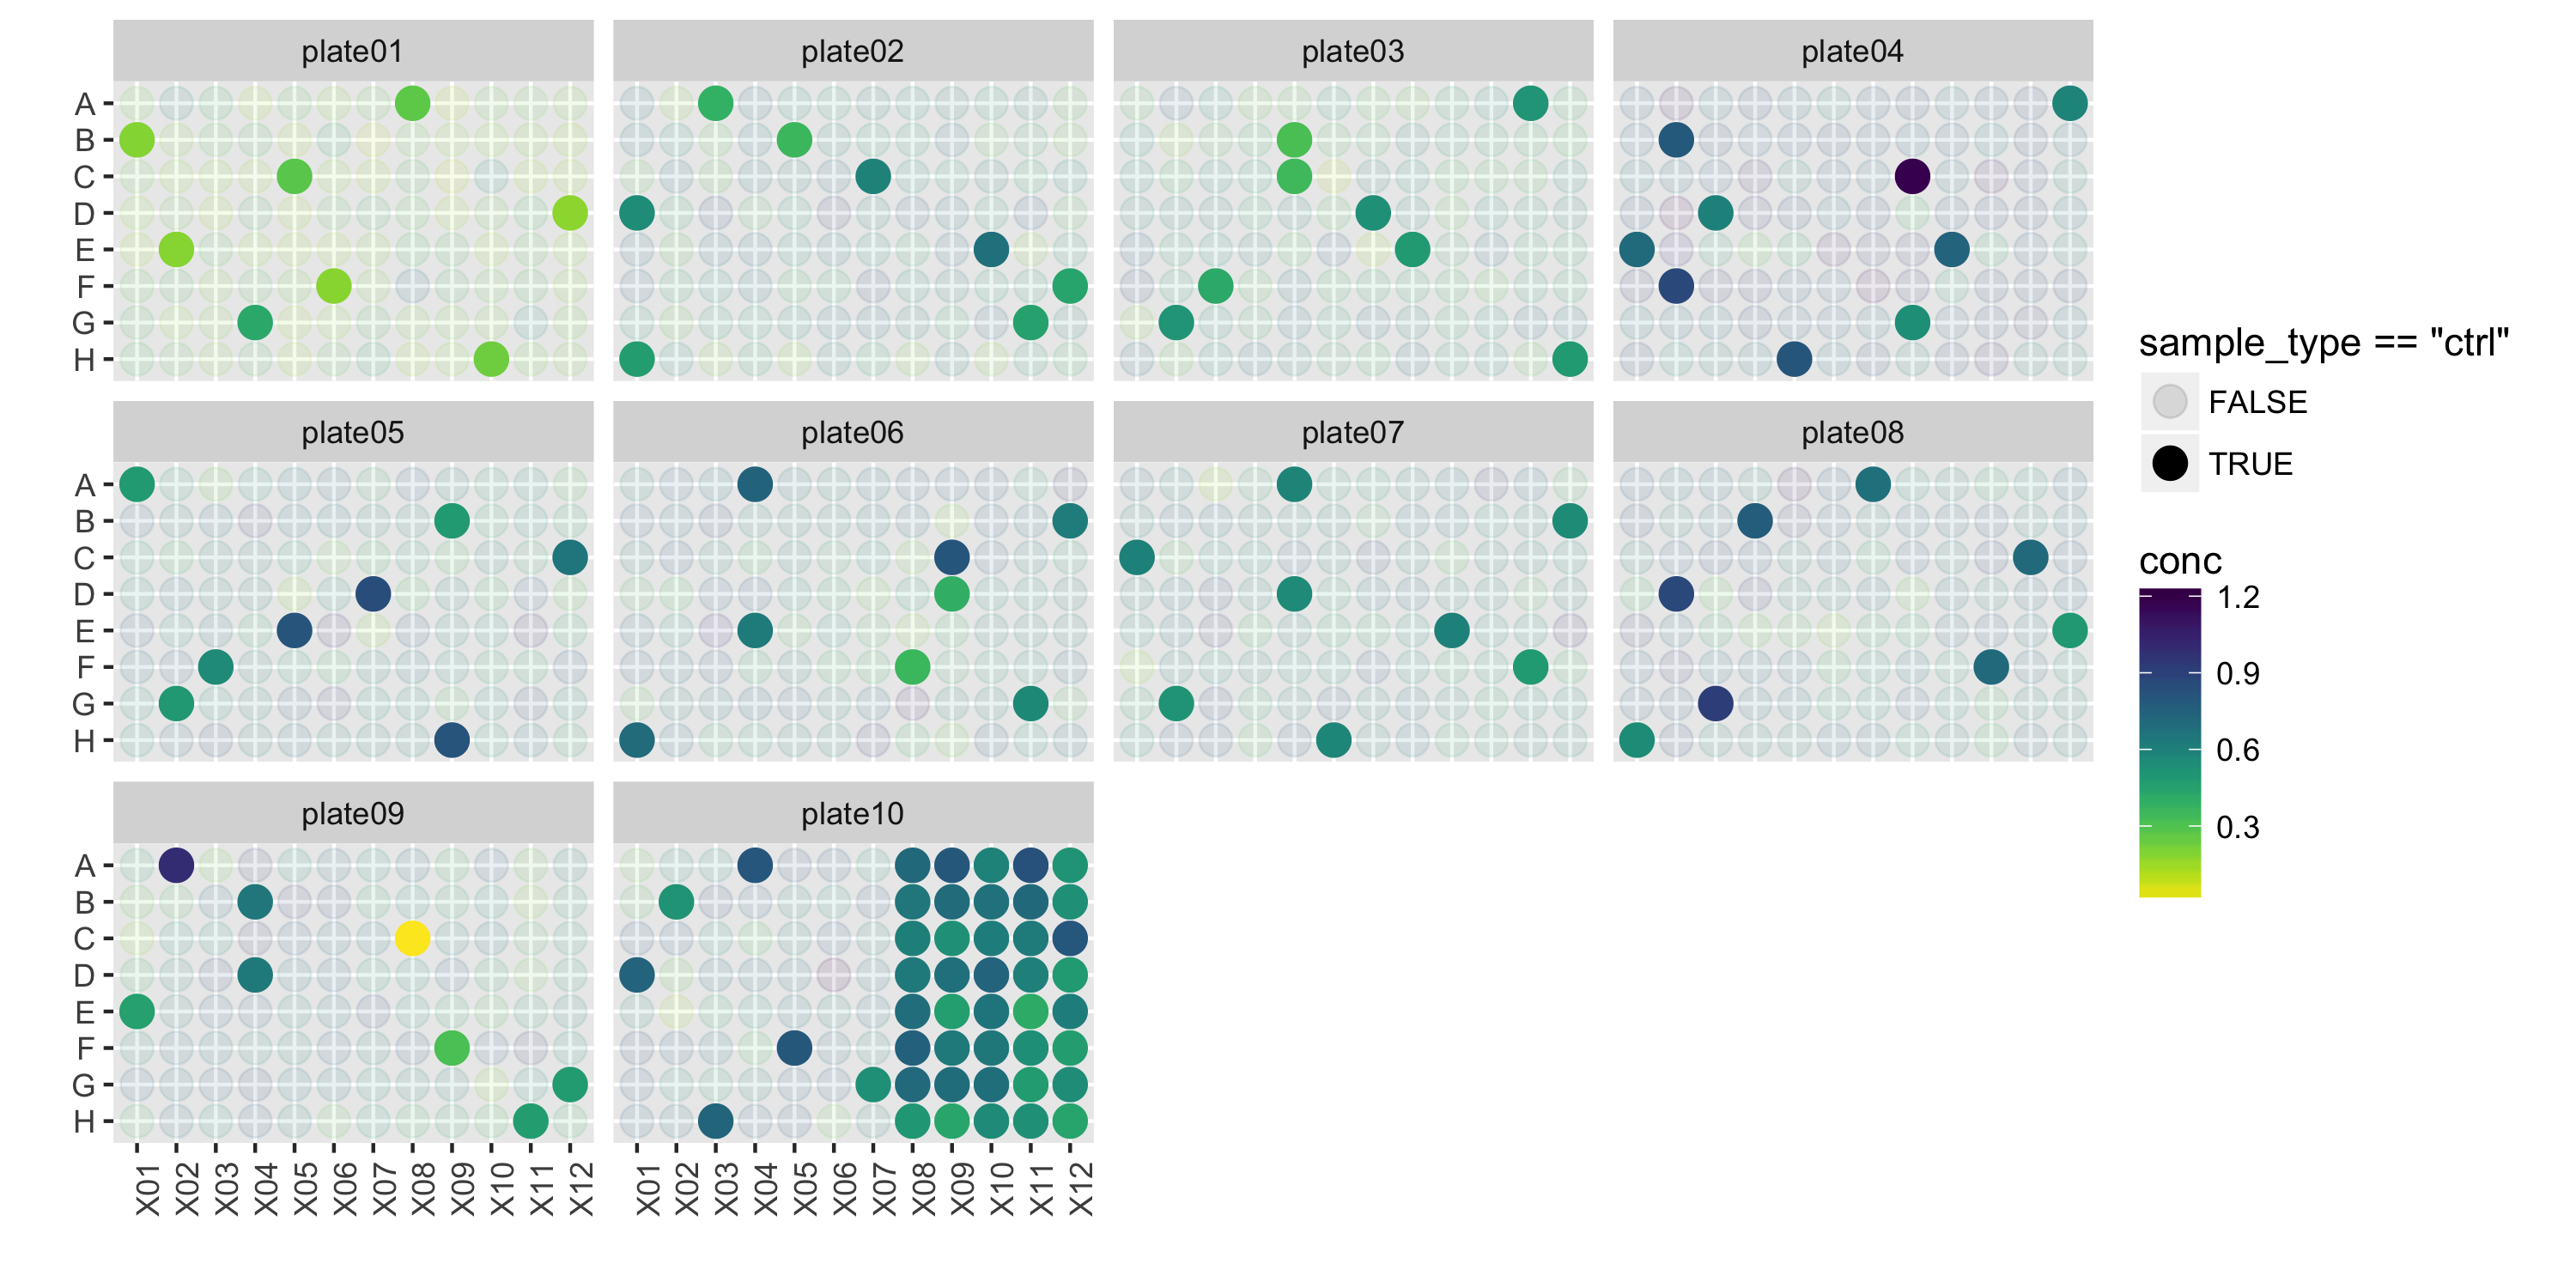 plate01 plate02 plate03 plate04
A
B
C
D
E
F
G
H
plate05 plate06 plate07 plate08
A
B
C
D
E
F
G
H
plate09 plate10
A
B
C
D
E
F
G
H
X01 X02 X03 X04 X05 X06 X07 X08 X09 X10 X11 X12 X01 X02 X03 X04 X05 X06 X07 X08 X09 X10 X11 X12
sample_type == "ctrl"
FALSE
TRUE
conc
1.2
0.9
0.6
0.3